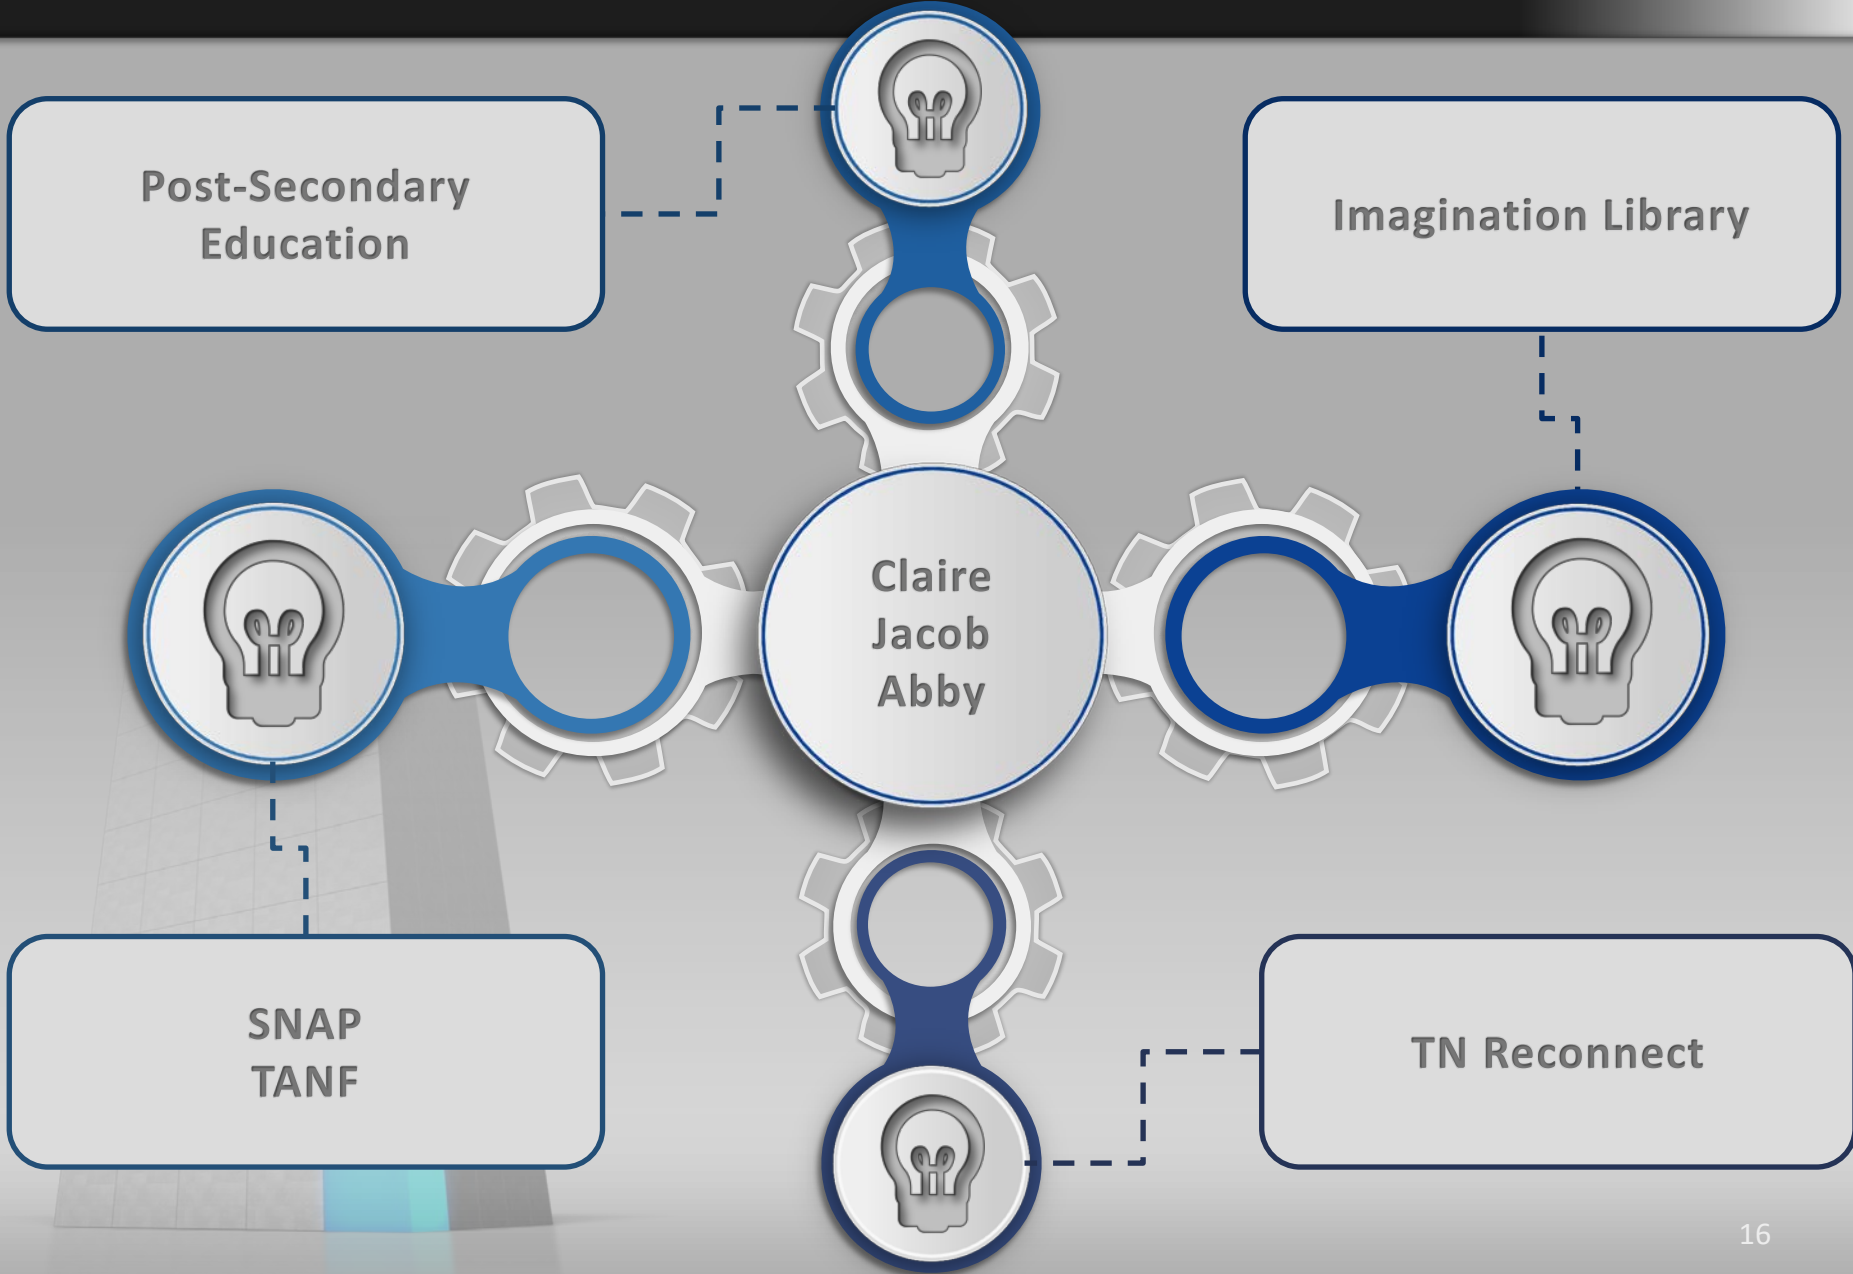 Post-Secondary
Education
Imagination Library
Claire
Jacob
Abby
SNAP
TANF
TN Reconnect
16